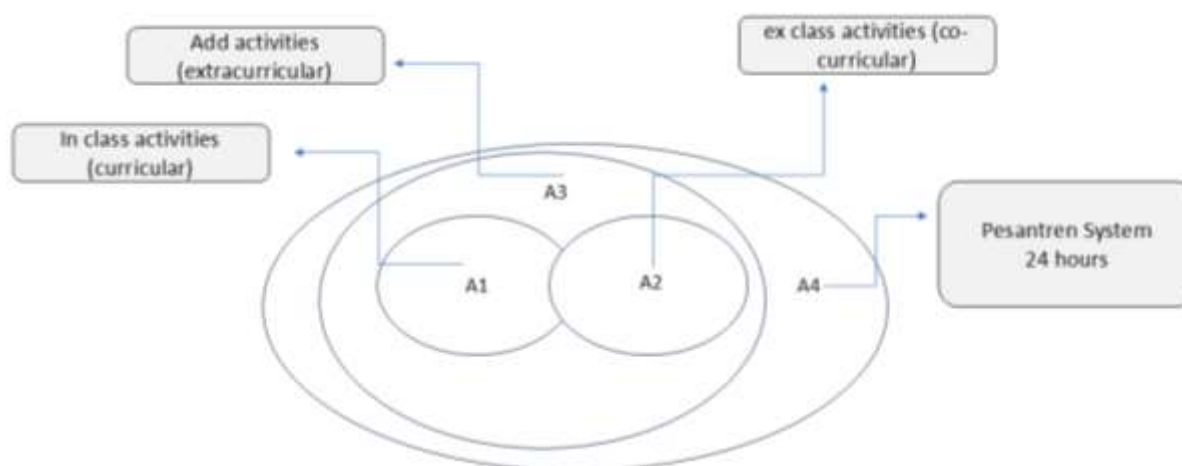 Add activities
(extracurricular)
ex class activities (co-
curricular)
In class activities
(curricular)
A3
Pesantren System
24 hours
A1
A2
A4